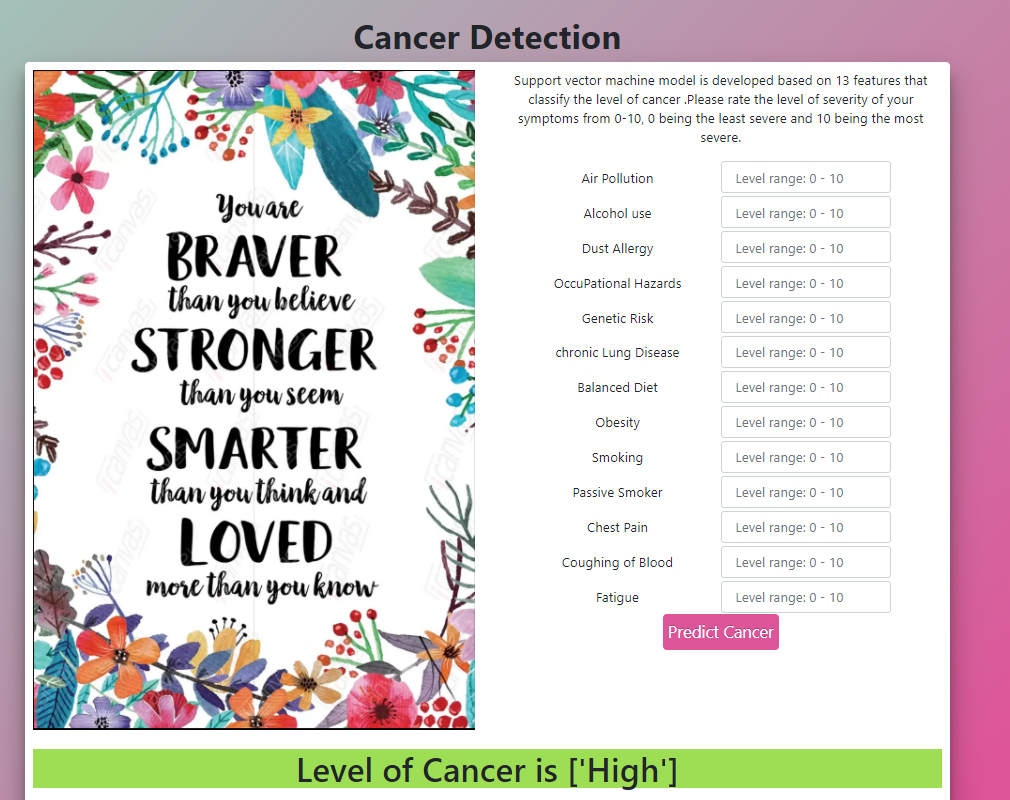 Cancer Detection
You are
BRAVER
than you believe
STRONGER
than you seem
SMARTER
than you think and
LOVED
more than you know
icanvas
icanvas
icanvas
icanvas
icanvas
icanvas
Support vector machine model is developed based on 13 features that
classify the level of cancer .Please rate the level of severity of your
symptoms from 0-10, 0 being the least severe and 10 being the most
severe.
Air Pollution Level range: 0 - 10
Alcohol use Level range: 0 - 10
Dust Allergy Level range: 0 - 10
OccuPational Hazards Level range: 0 - 10
Genetic Risk Level range: 0 - 10
chronic Lung Disease Level range: 0 - 10
Balanced Diet Level range: 0 - 10
Obesity Level range: 0 - 10
Smoking Level range: 0 - 10
Passive Smoker Level range: 0 - 10
Chest Pain Level range: 0 - 10
Coughing of Blood Level range: 0 - 10
Fatigue Level range: 0 - 10
Predict Cancer
Level of Cancer is ['High']